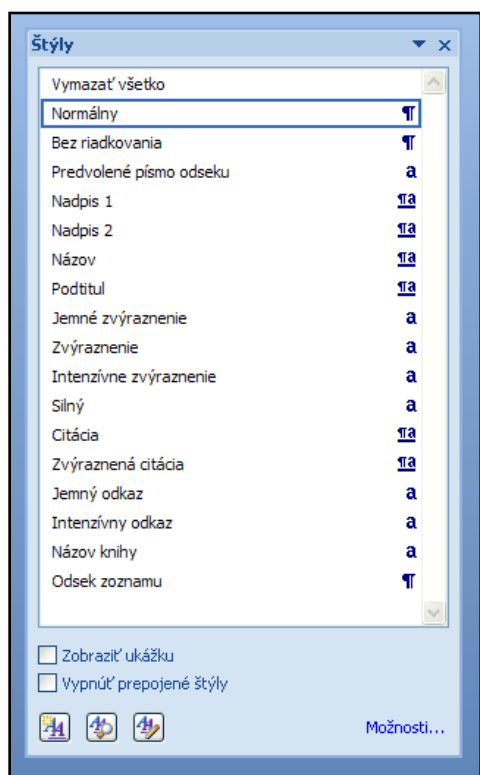 Štýly
Vymazať všetko
Normálny ¶
Bez riadkovania ¶
Predvolené písmo odseku a
Nadpis 1 ¶a
Nadpis 2 ¶a
Názov ¶a
Podtitul ¶a
Jemné zvýraznenie a
Zvýraznenie a
Intenzívne zvýraznenie a
Silný a
Citácia ¶a
Zvýraznená citácia ¶a
Jemný odkaz a
Intenzívny odkaz a
Názov knihy a
Odsek zoznamu ¶
Zobraziť ukážku
Vypnúť prepojené štýly
Možnosti...